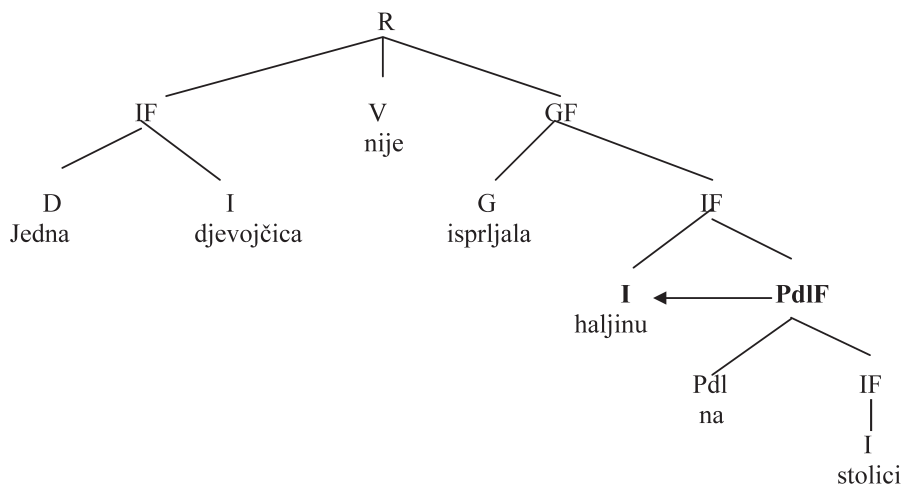 R
IF V GF
nije
D I G IF
Jedna djevojčica isprljala
I PdlF
haljinu
Pdl IF
na
I
stolici